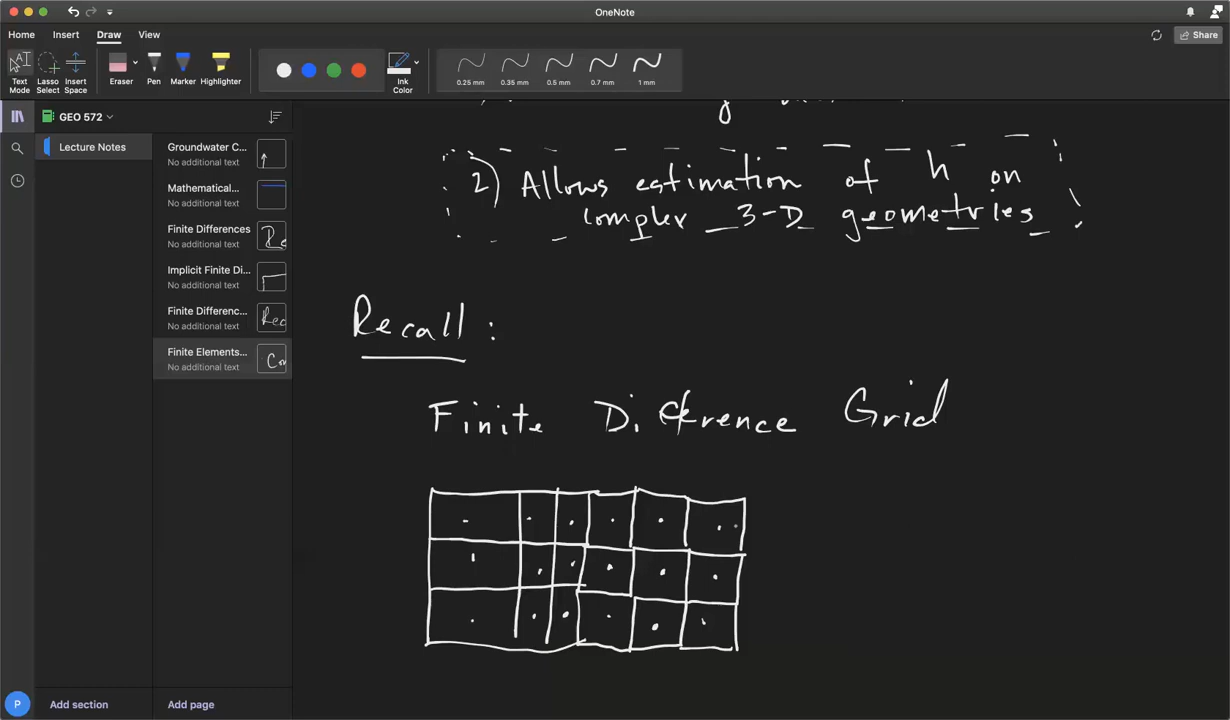 OneNote
Home Insert Draw View
Share
Text Mode
Lasso Select
Insert Space
Eraser
Pen
Marker
Highlighter
Ink Color
0.25 mm 0.35 mm 0.5 mm 0.7 mm 1 mm
GEO 572
Lecture Notes
Groundwater C...
No additional text
Mathematical...
No additional text
Finite Differences
No additional text
Implicit Finite Di...
No additional text
Finite Differenc...
No additional text
Finite Elements...
No additional text
2) Allows estimation of h on
complex 3-D geometries
Recall:
Finite Difference Grid
P
Add section
Add page